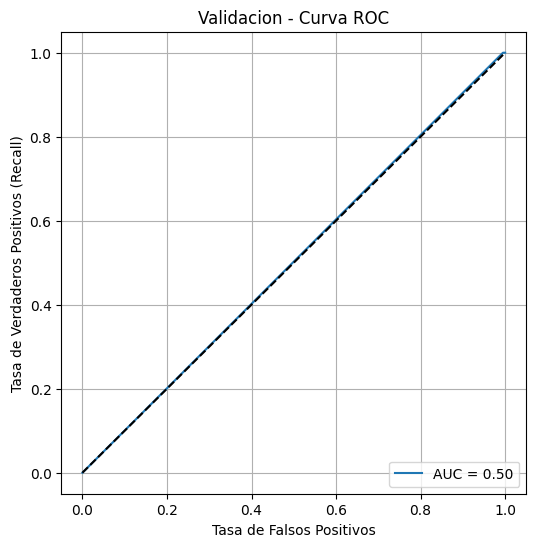 Validacion - Curva ROC
Tasa de Verdaderos Positivos (Recall)
1.0
0.8
0.6
0.4
0.2
0.0
AUC = 0.50
0.0 0.2 0.4 0.6 0.8 1.0
Tasa de Falsos Positivos